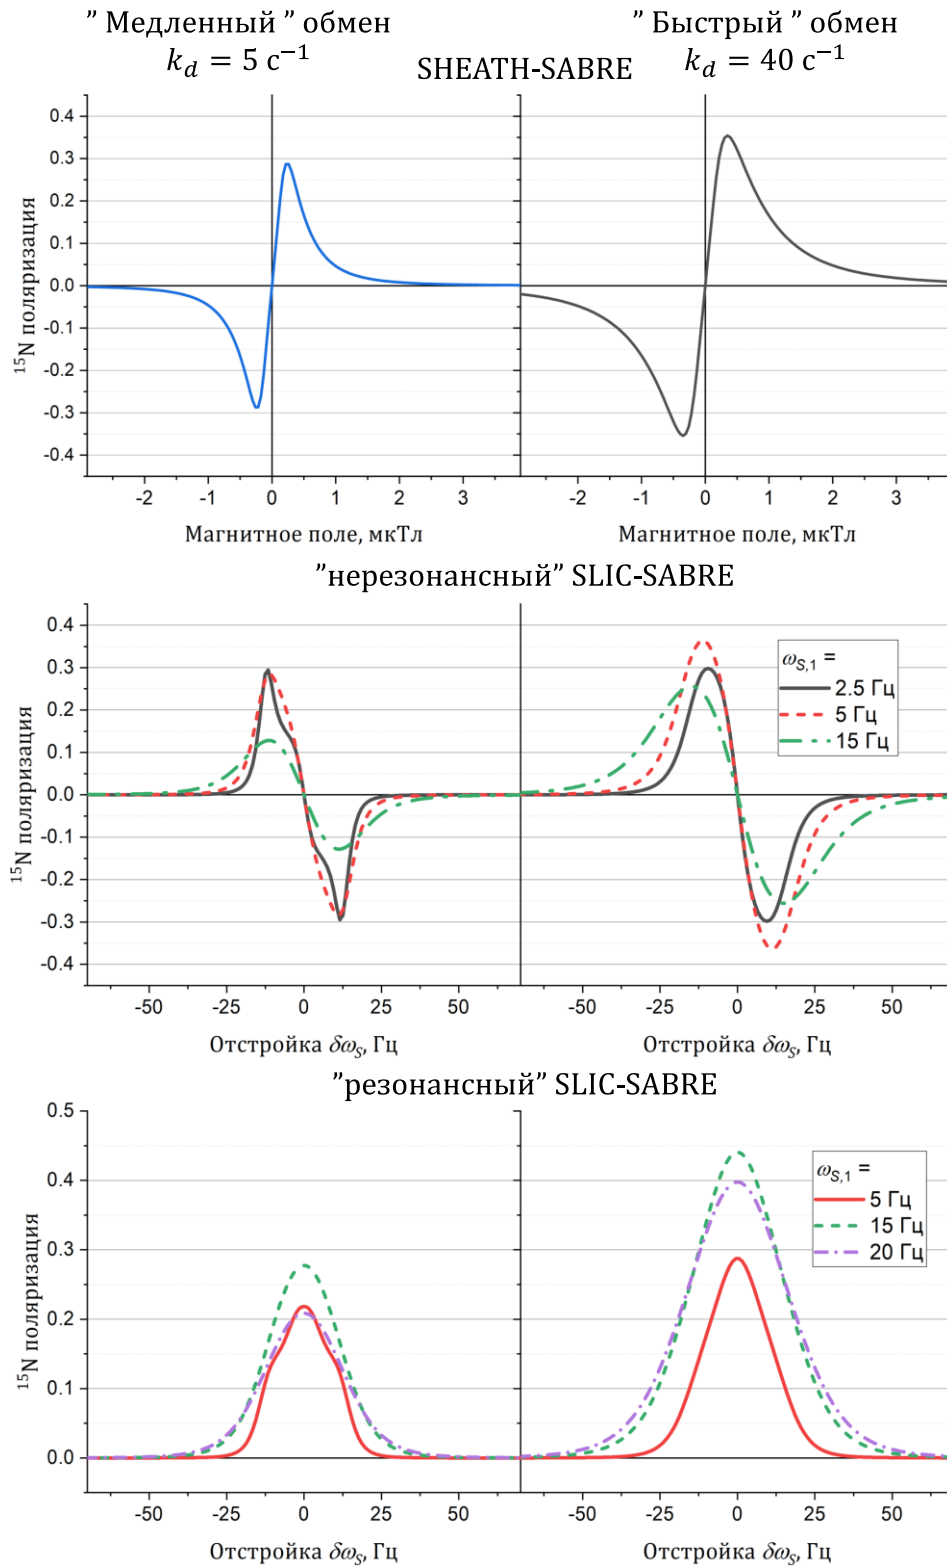 ” Медленный ” обмен
k_d = 5 c⁻¹
” Быстрый ” обмен
k_d = 40 c⁻¹
SHEATH-SABRE
0.4
0.3
0.2
0.1
0.0
-0.1
-0.2
-0.3
-0.4
¹⁵N поляризация
-2 -1 0 1 2 3
-2 -1 0 1 2 3
Магнитное поле, мкТл
Магнитное поле, мкТл
”нерезонансный” SLIC-SABRE
0.4
0.3
0.2
0.1
0.0
-0.1
-0.2
-0.3
-0.4
¹⁵N поляризация
ω_S,1 =
2.5 Гц
5 Гц
15 Гц
-50 -25 0 25 50
-50 -25 0 25 50
Отстройка δω_S, Гц
Отстройка δω_S, Гц
”резонансный” SLIC-SABRE
0.5
0.4
0.3
0.2
0.1
0.0
¹⁵N поляризация
ω_S,1 =
5 Гц
15 Гц
20 Гц
-50 -25 0 25 50
-50 -25 0 25 50
Отстройка δω_S, Гц
Отстройка δω_S, Гц